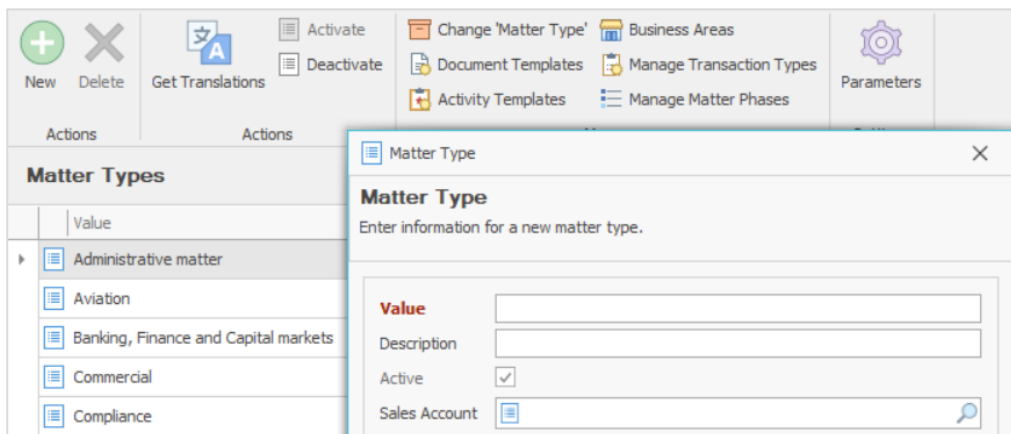 New
Delete
Get Translations
Activate
Deactivate
Change 'Matter Type'
Document Templates
Activity Templates
Business Areas
Manage Transaction Types
Manage Matter Phases
Parameters
Actions
Actions
Matter Types
Value
Administrative matter
Aviation
Banking, Finance and Capital markets
Commercial
Compliance
Matter Type
Matter Type
Enter information for a new matter type.
Value
Description
Active
Sales Account